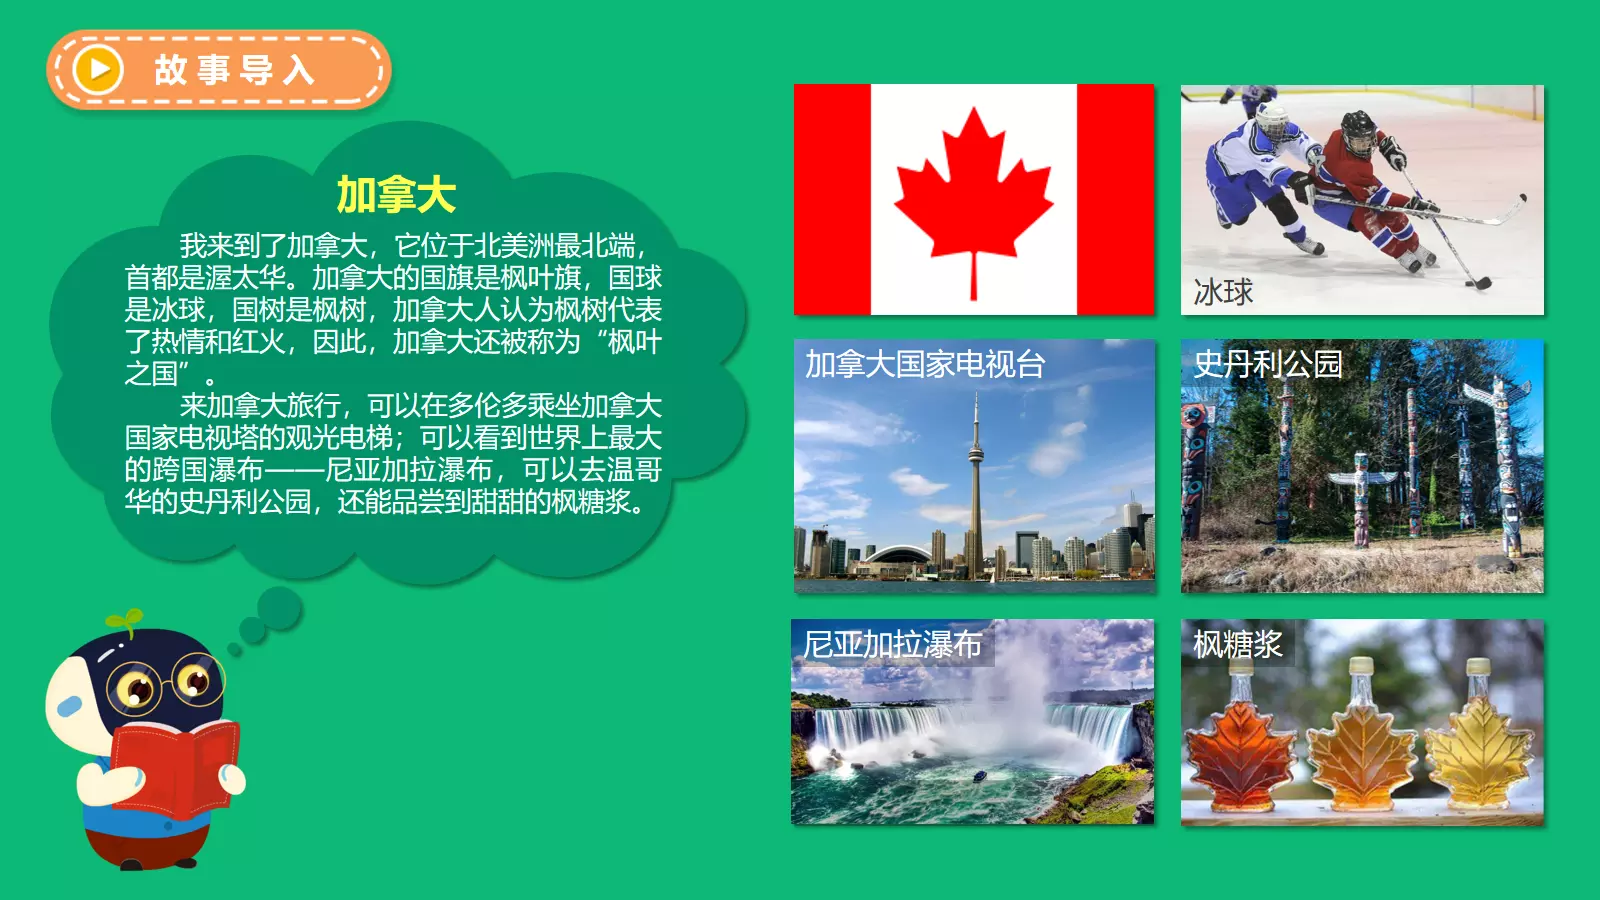 故事导入
加拿大
我来到了加拿大，它位于北美洲最北端，
首都是渥太华。加拿大的国旗是枫叶旗，国球
是冰球，国树是枫树，加拿大人认为枫树代表
了热情和红火，因此，加拿大还被称为“枫叶
之国”。
来加拿大旅行，可以在多伦多乘坐加拿大
国家电视塔的观光电梯；可以看到世界上最大
的跨国瀑布——尼亚加拉瀑布，可以去温哥
华的史丹利公园，还能品尝到甜甜的枫糖浆。
冰球
加拿大国家电视台
史丹利公园
尼亚加拉瀑布
枫糖浆